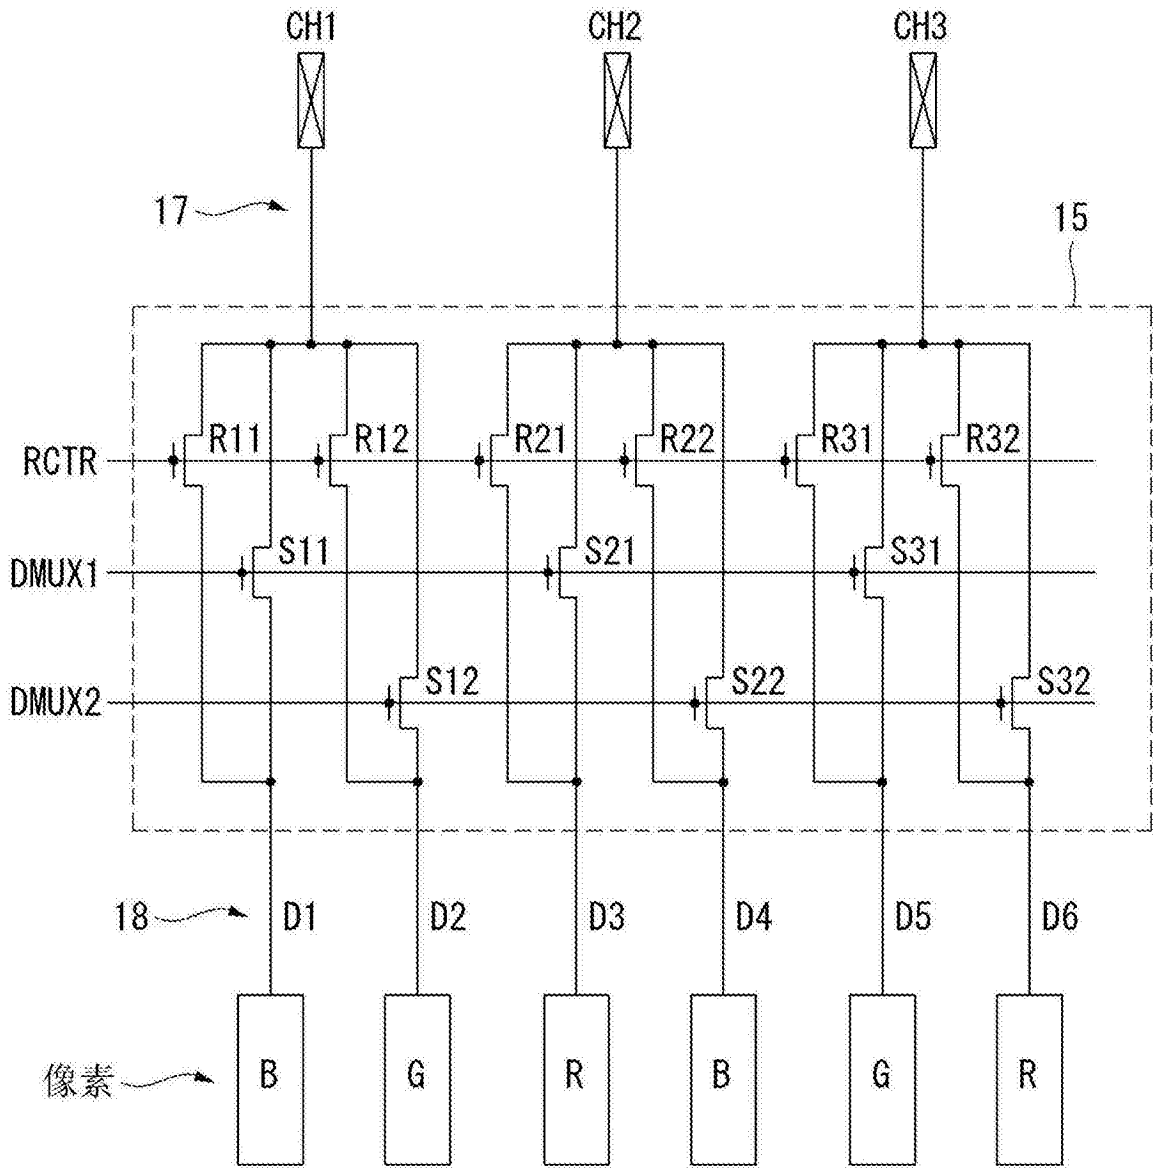 CH1 CH2 CH3
17
15
RCTR R11 R12 R21 R22 R31 R32
DMUX1 S11 S21 S31
DMUX2 S12 S22 S32
18 D1 D2 D3 D4 D5 D6
像素 B G R B G R